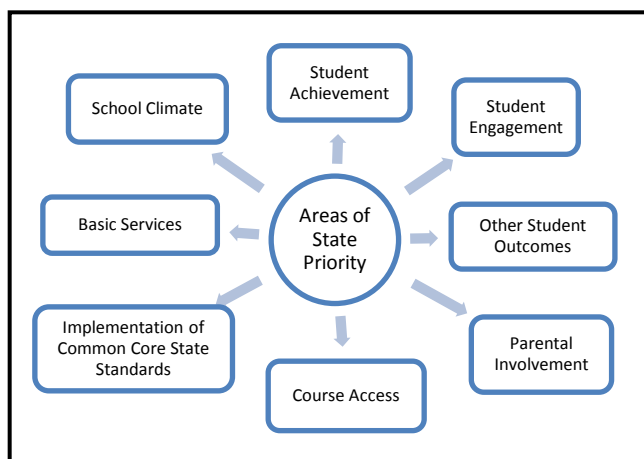 Student
Achievement
School Climate
Student
Engagement
Basic Services
Areas of
State
Priority
Other Student
Outcomes
Implementation of
Common Core State
Standards
Parental
Involvement
Course Access